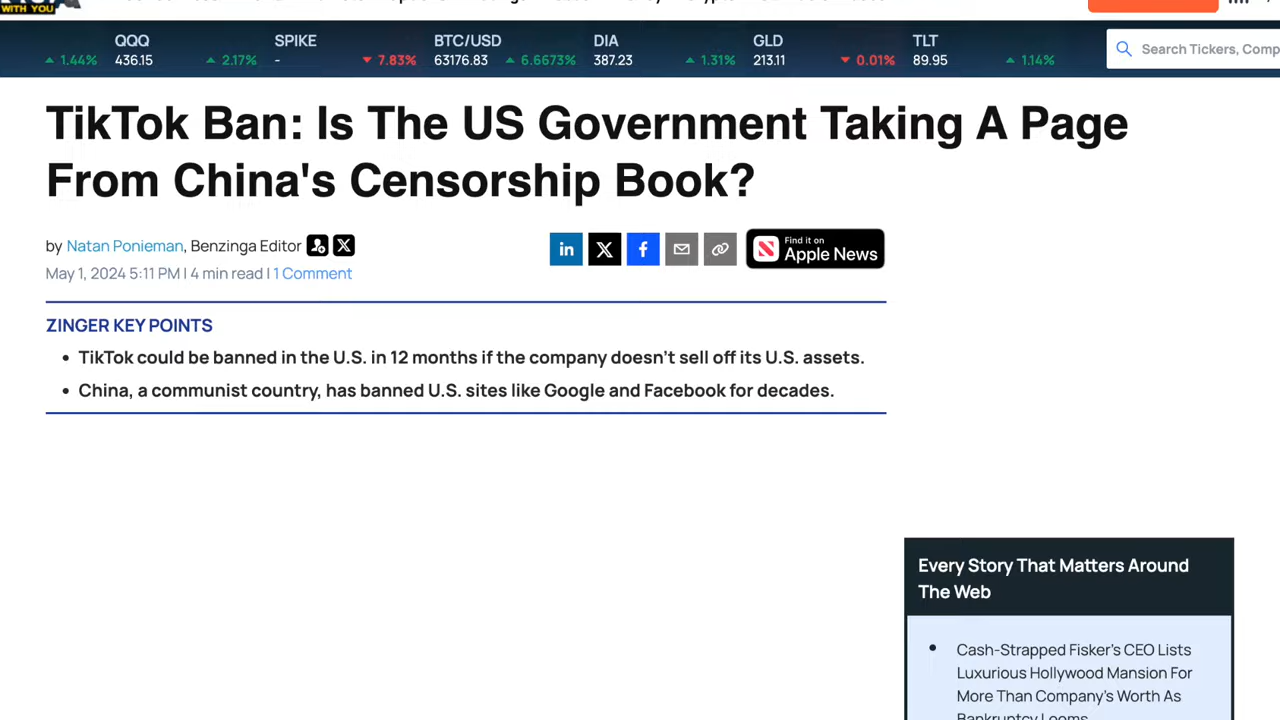 WITH YOU
QQQ SPIKE BTC/USD DIA GLD TLT
1.44% 436.15 2.17% - 7.83% 63176.83 6.6673% 387.23 1.31% 213.11 0.01% 89.95 1.14%
Search Tickers, Comp
TikTok Ban: Is The US Government Taking A Page
From China's Censorship Book?
by Natan Ponieman, Benzinga Editor
May 1, 2024 5:11 PM | 4 min read | 1 Comment
in X f
Find it on
Apple News
ZINGER KEY POINTS
TikTok could be banned in the U.S. in 12 months if the company doesn't sell off its U.S. assets.
China, a communist country, has banned U.S. sites like Google and Facebook for decades.
Every Story That Matters Around
The Web
Cash-Strapped Fisker's CEO Lists
Luxurious Hollywood Mansion For
More Than Company's Worth As
Bankruptcy Looms